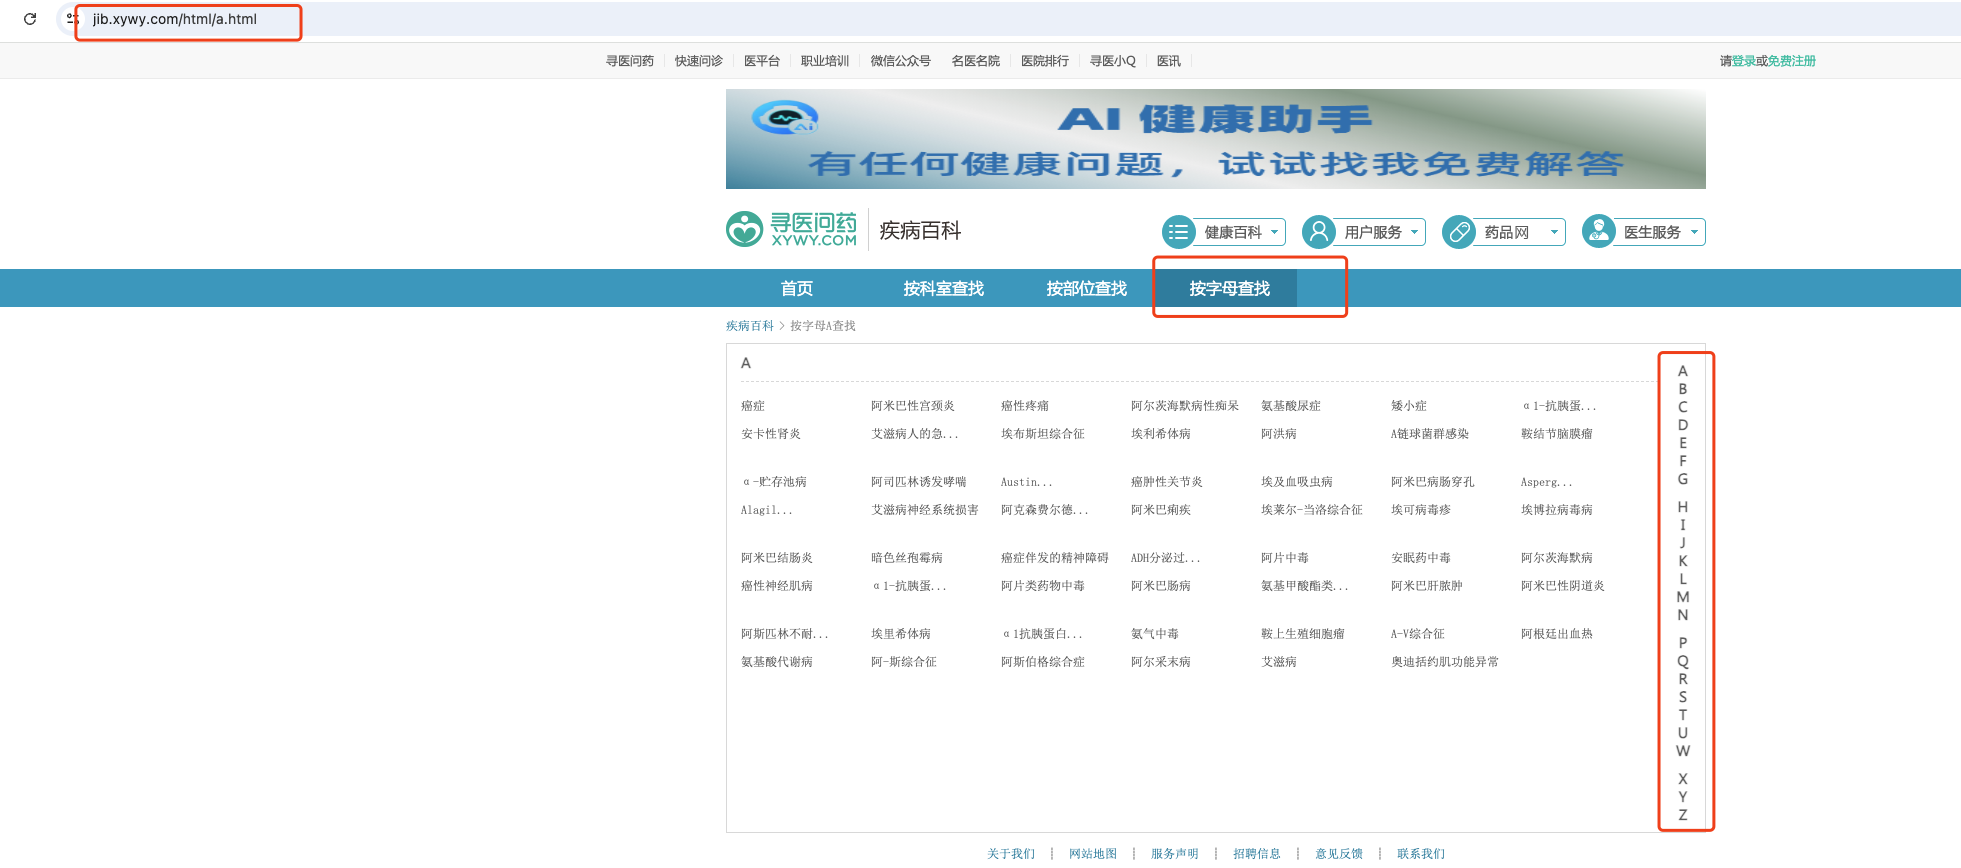 jib.xywy.com/html/a.html
寻医问药 快速问诊 医平台 职业培训 微信公众号 名医名院 医院排行 寻医小Q 医讯 请登录或免费注册
AI 健康助手
有任何健康问题，试试找我免费解答
寻医问药 XYWY.COM 疾病百科 健康百科 用户服务 药品网 医生服务
首页 按科室查找 按部位查找 按字母查找
疾病百科 > 按字母A查找
A
癌症 阿米巴性宫颈炎 癌性疼痛 阿尔茨海默病性痴呆 氨基酸尿症 矮小症 α1-抗胰蛋...
安卡性肾炎 艾滋病人的急... 埃布斯坦综合征 埃利希体病 阿洪病 A链球菌群感染 鞍结节脑膜瘤
α-贮存池病 阿司匹林诱发哮喘 Austin... 癌肿性关节炎 埃及血吸虫病 阿米巴病肠穿孔 Asperg...
Alagil... 艾滋病神经系统损害 阿克森费尔德... 阿米巴痢疾 埃莱尔-当洛综合征 埃可病毒疹 埃博拉病毒病
阿米巴结肠炎 暗色丝孢霉病 癌症伴发的精神障碍 ADH分泌过... 阿片中毒 安眠药中毒 阿尔茨海默病
癌性神经肌病 α1-抗胰蛋... 阿片类药物中毒 阿米巴肠病 氨基甲酸酯类... 阿米巴肝脓肿 阿米巴性阴道炎
阿斯匹林不耐... 埃里希体病 α1抗胰蛋白... 氨气中毒 鞍上生殖细胞瘤 A-V综合征 阿根廷出血热
氨基酸代谢病 阿-斯综合征 阿斯伯格综合症 阿尔采末病 艾滋病 奥迪括约肌功能异常
A
B
C
D
E
F
G
H
I
J
K
L
M
N
P
Q
R
S
T
U
W
X
Y
Z
关于我们 ┊ 网站地图 ┊ 服务声明 ┊ 招聘信息 ┊ 意见反馈 ┊ 联系我们